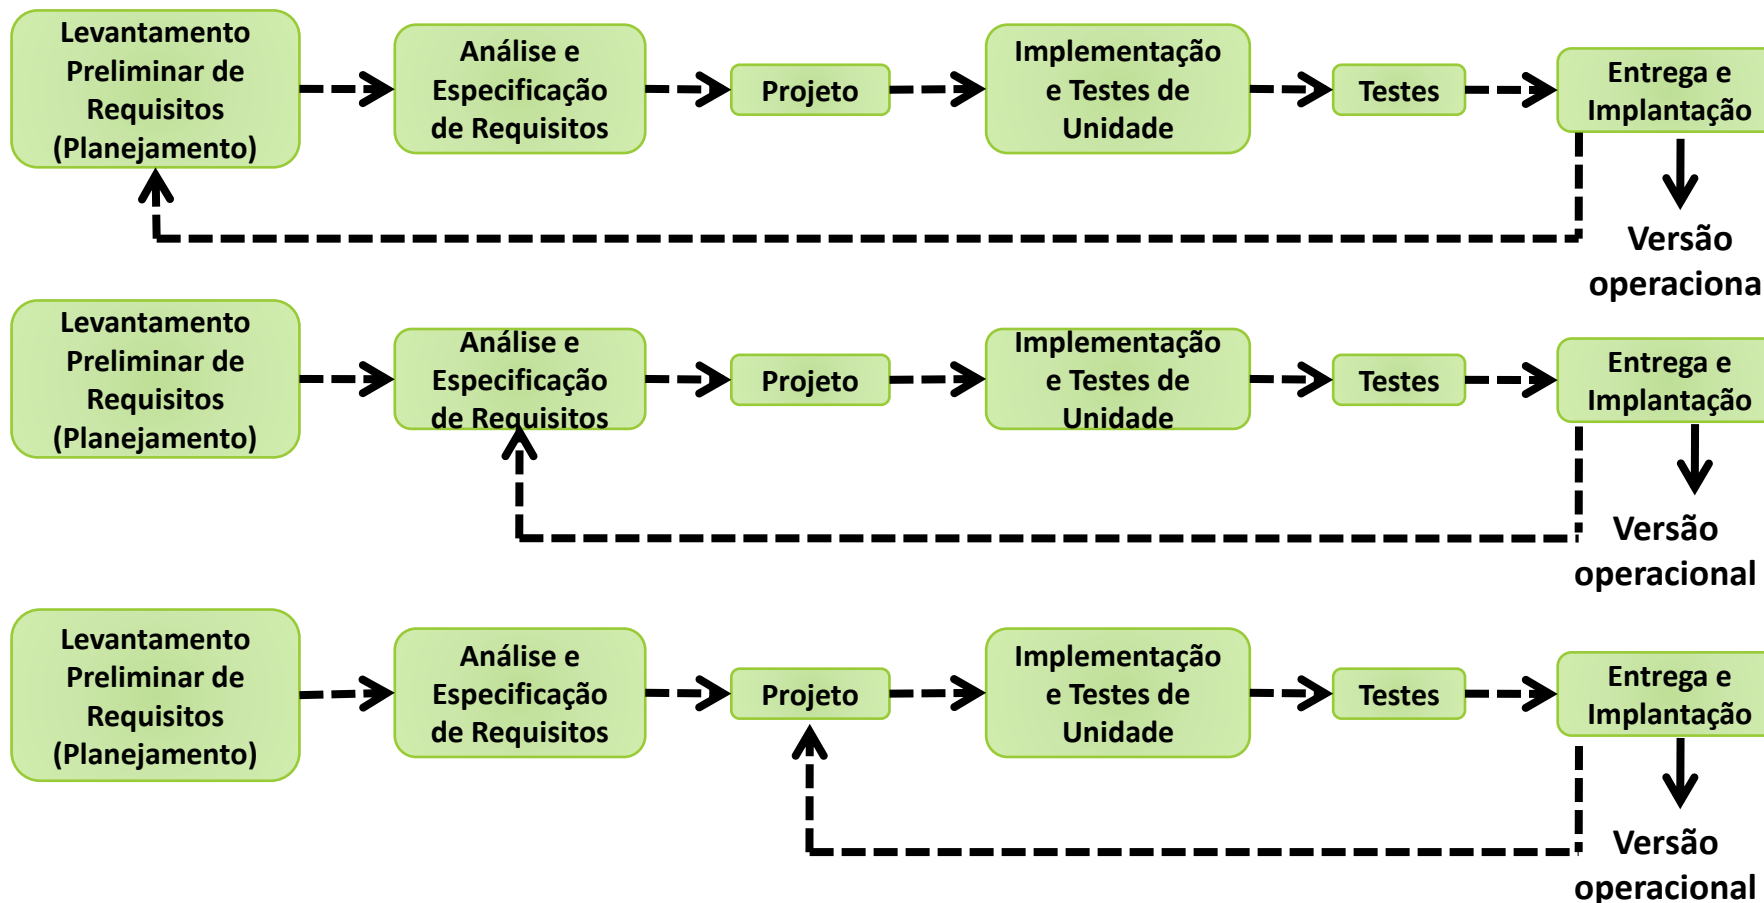 Levantamento
Preliminar de
Requisitos
(Planejamento)
Análise e
Especificação
de Requisitos
Projeto
Implementação
e Testes de
Unidade
Testes
Entrega e
Implantação
Versão
operaciona
Levantamento
Preliminar de
Requisitos
(Planejamento)
Análise e
Especificação
de Requisitos
Projeto
Implementação
e Testes de
Unidade
Testes
Entrega e
Implantação
Versão
operacional
Levantamento
Preliminar de
Requisitos
(Planejamento)
Análise e
Especificação
de Requisitos
Projeto
Implementação
e Testes de
Unidade
Testes
Entrega e
Implantação
Versão
operacional